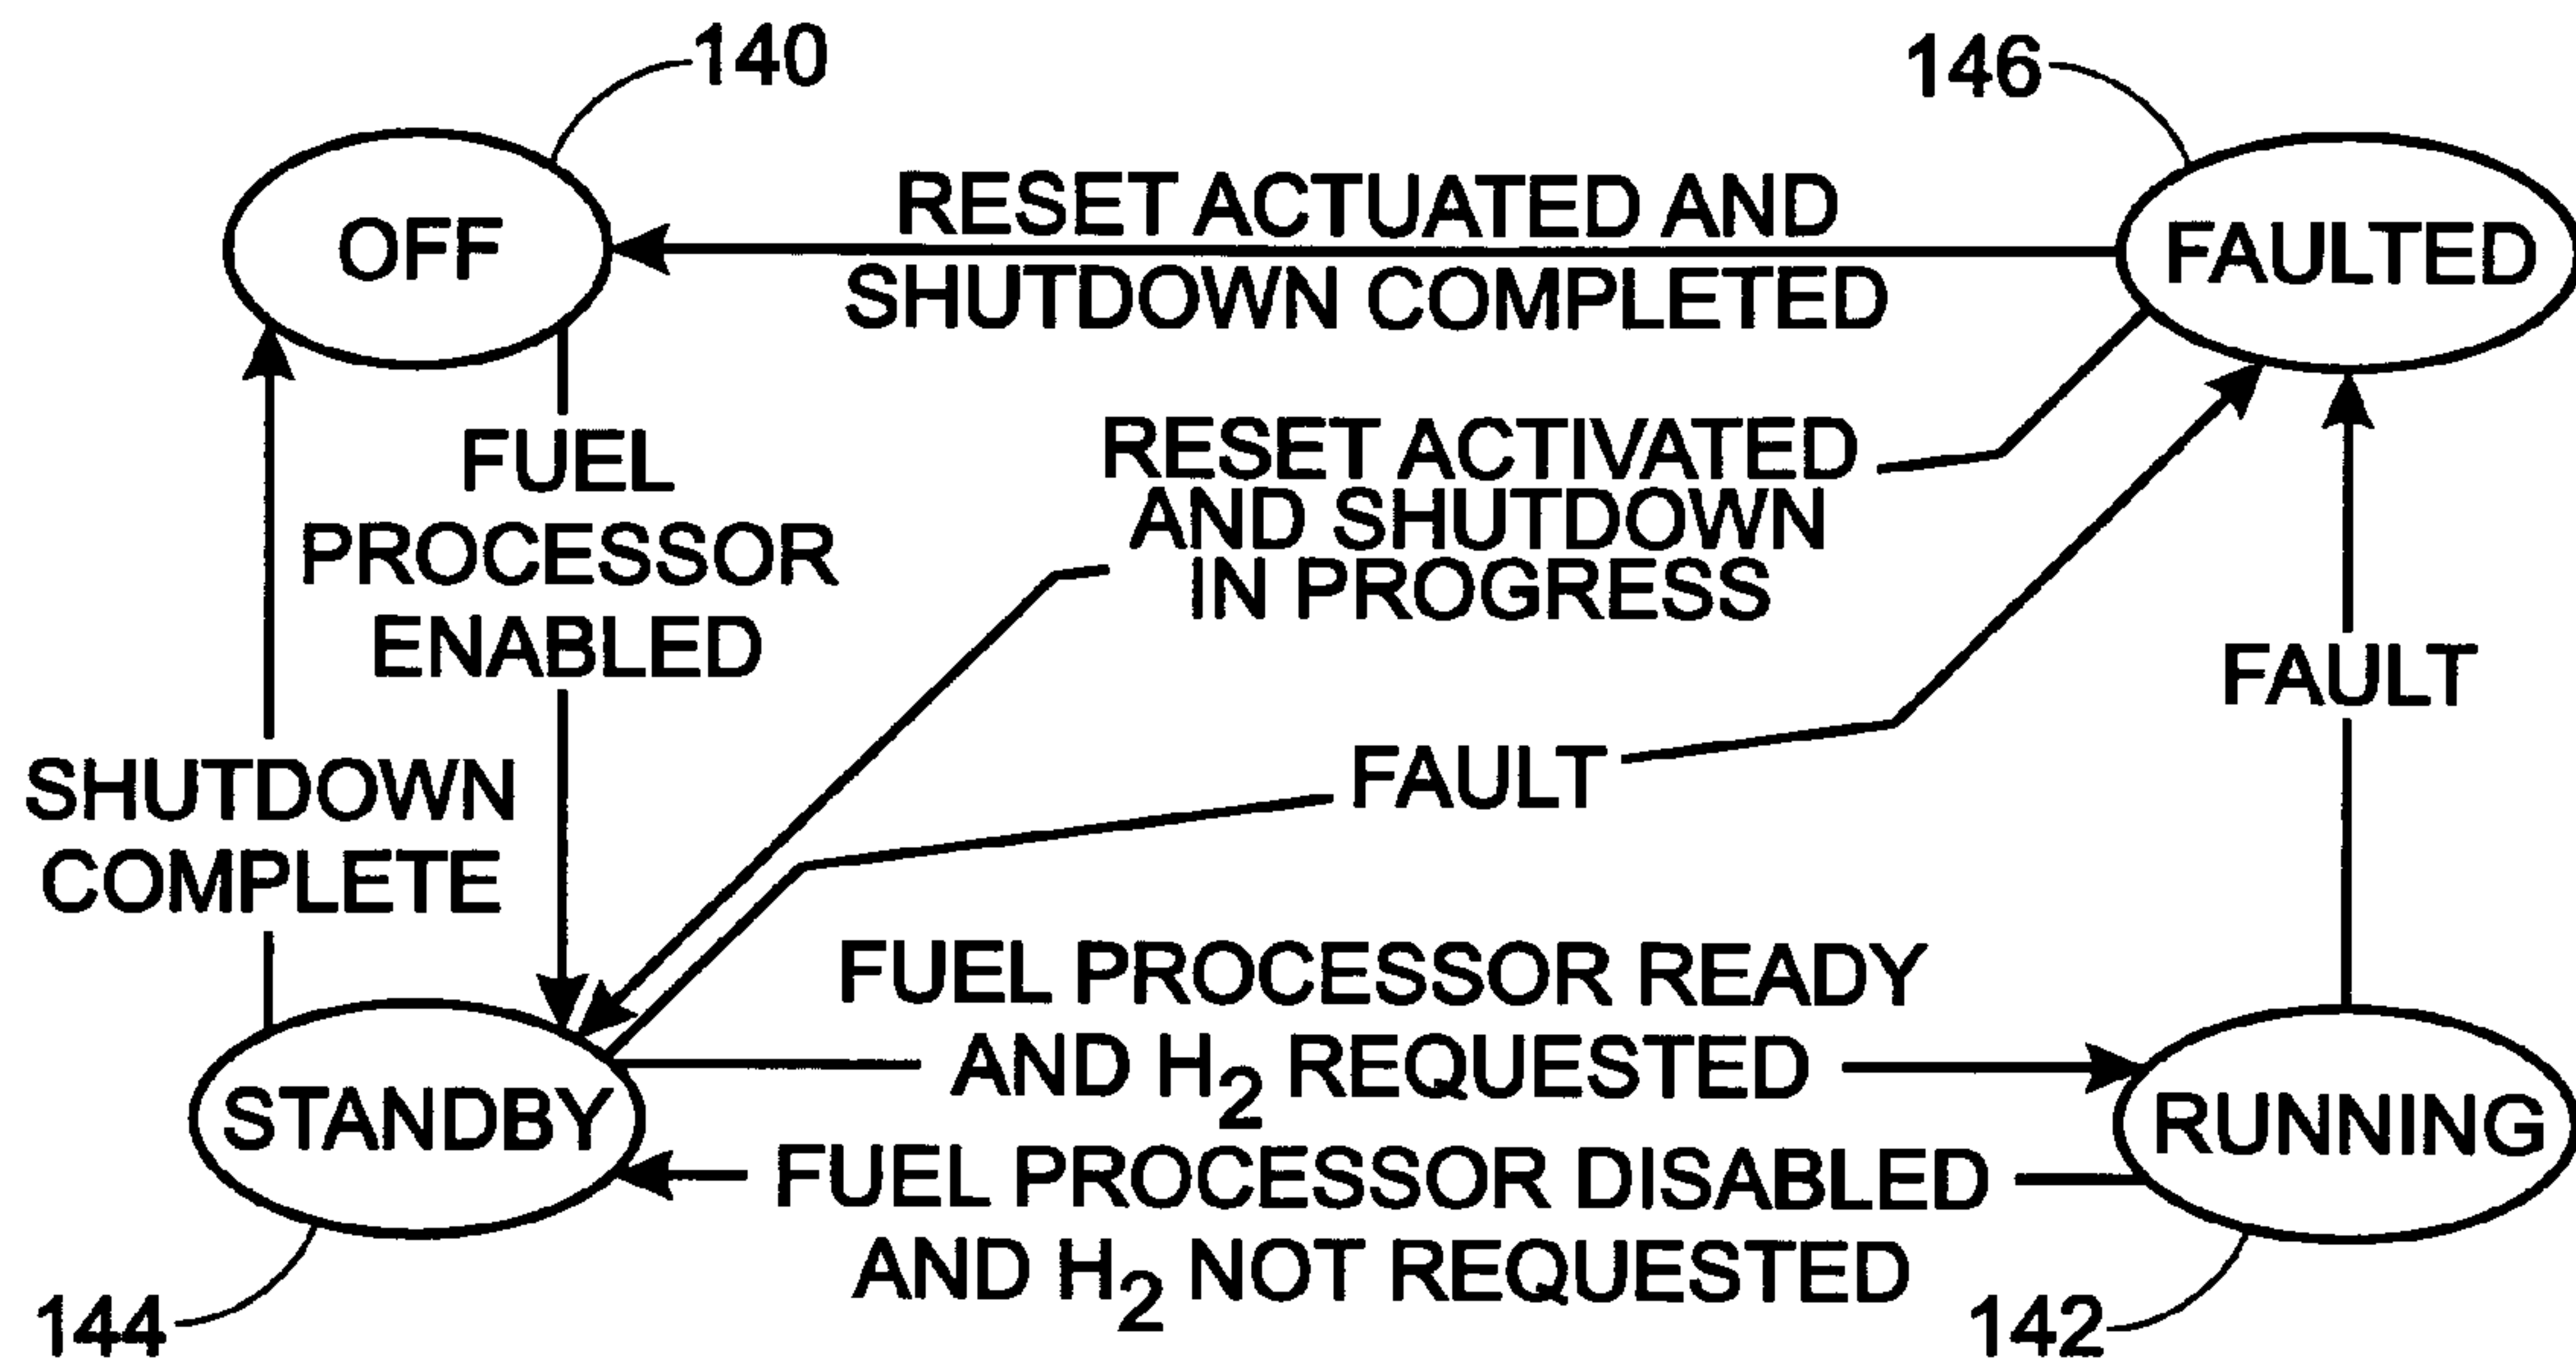 140
146
OFF
RESET ACTUATED AND
SHUTDOWN COMPLETED
FAULTED
FUEL
PROCESSOR
ENABLED
RESET ACTIVATED
AND SHUTDOWN
IN PROGRESS
FAULT
SHUTDOWN
COMPLETE
FAULT
FUEL PROCESSOR READY
AND H₂ REQUESTED
STANDBY
RUNNING
FUEL PROCESSOR DISABLED
AND H₂ NOT REQUESTED
144
142